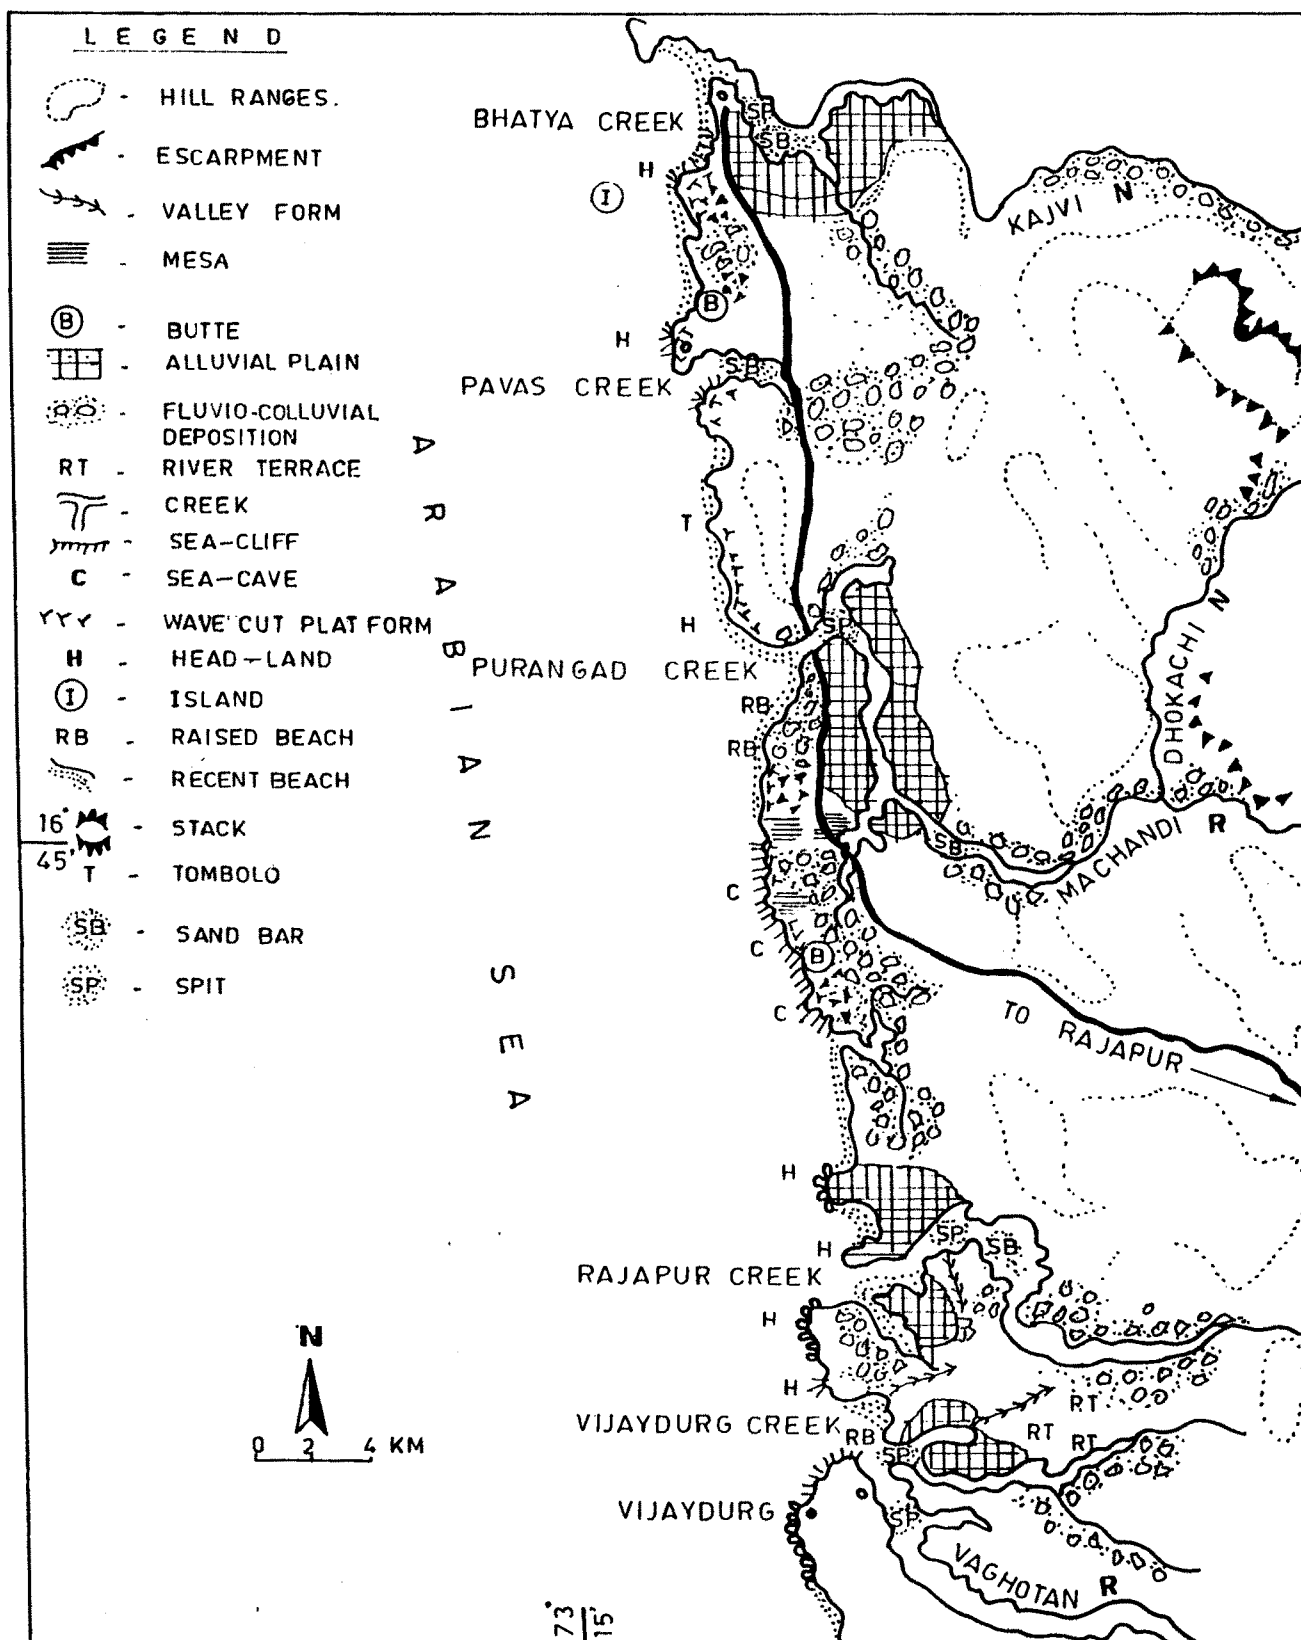 LEGEND
HILL RANGES.
ESCARPMENT
VALLEY FORM
MESA
B - BUTTE
ALLUVIAL PLAIN
FLUVIO-COLLUVIAL
DEPOSITION
RT - RIVER TERRACE
CREEK
SEA-CLIFF
C - SEA-CAVE
WAVE CUT PLAT FORM
H - HEAD-LAND
I - ISLAND
RB - RAISED BEACH
RECENT BEACH
STACK
T - TOMBOLO
SB - SAND BAR
SP - SPIT
16°
45'
ARABIAN SEA
BHATYA CREEK
SP
SB
H
I
KAJVI N
B
H
SB
PAVAS CREEK
T
H
SP
PURANGAD CREEK
RB
RB
DHOKACHI N
SB
MACHANDI R
C
C
B
C
TO RAJAPUR
H
SP
H
SB
RAJAPUR CREEK
H
H
RT
VIJAYDURG CREEK
RB
RT
RT
SP
VIJAYDURG
SP
VAGHOTAN R
N
0 2 4 KM
73°
15'